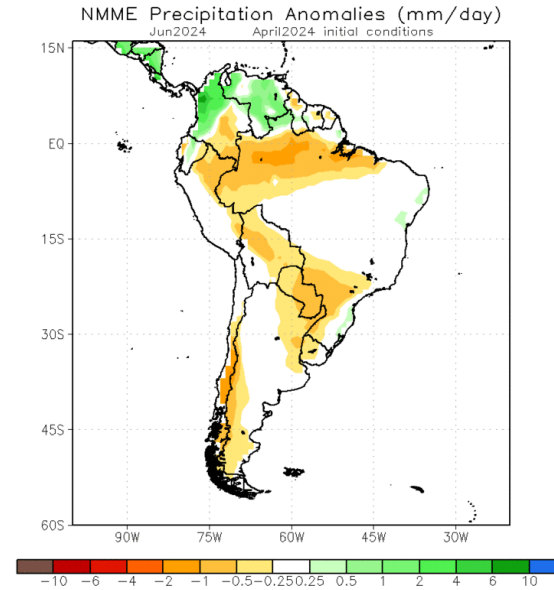 NMME Precipitation Anomalies (mm/day)
Jun2024 April2024 initial conditions
15N
EQ
15S
30S
45S
60S
90W 75W 60W 45W 30W
−10 −6 −4 −2 −1 −0.5 −0.25 0.25 0.5 1 2 4 6 10